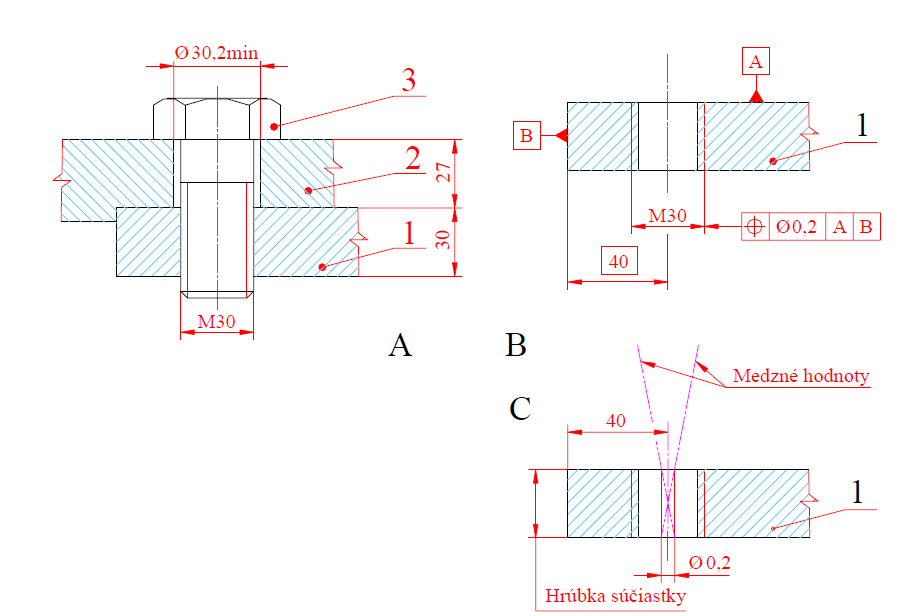 Ø30,2min
3
2
27
1
30
M30
A
A
B
1
M30
Ø0,2 A B
40
B
Medzné hodnoty
C
40
1
Ø0,2
Hrúbka súčiastky